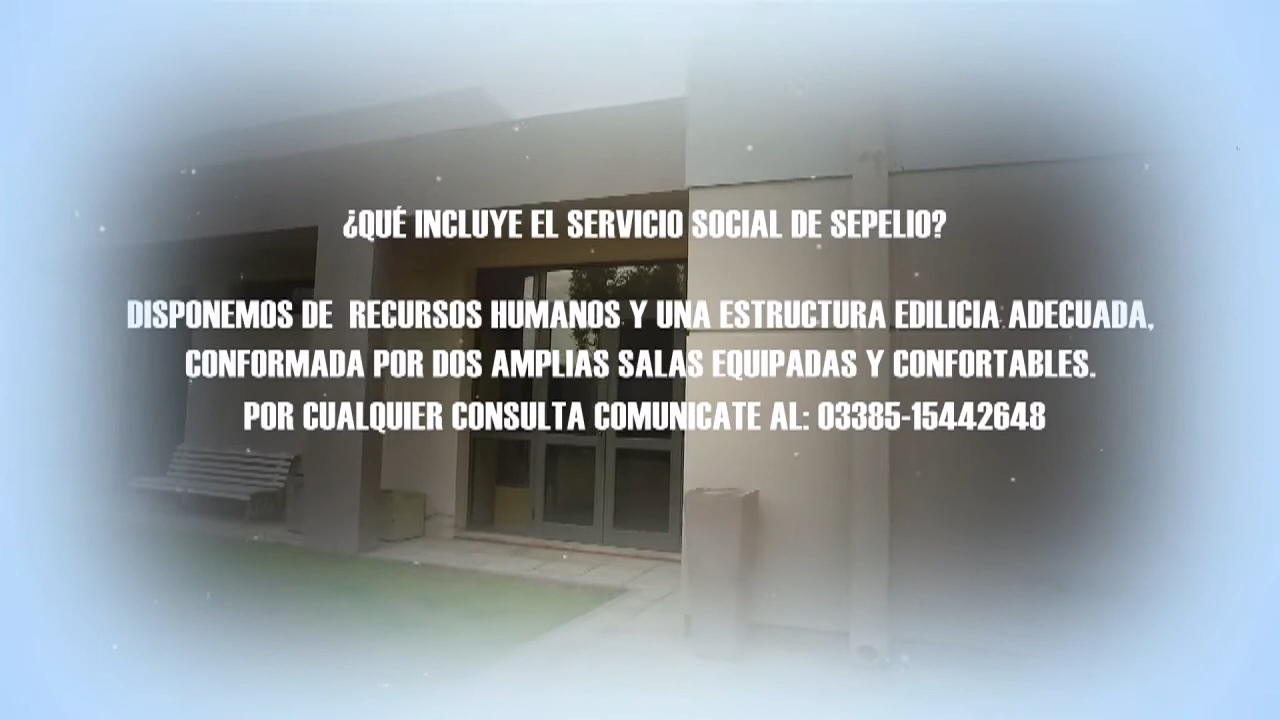 ¿QUÉ INCLUYE EL SERVICIO SOCIAL DE SEPELIO?
DISPONEMOS DE RECURSOS HUMANOS Y UNA ESTRUCTURA EDILICIA ADECUADA,
CONFORMADA POR DOS AMPLIAS SALAS EQUIPADAS Y CONFORTABLES.
POR CUALQUIER CONSULTA COMUNICATE AL: 03385-15442648